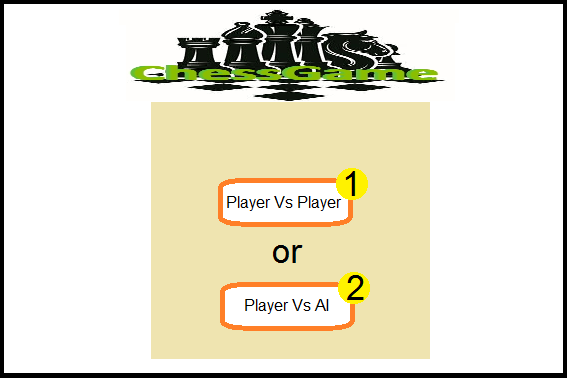 ChessGame
1
Player Vs Player
or
2
Player Vs AI